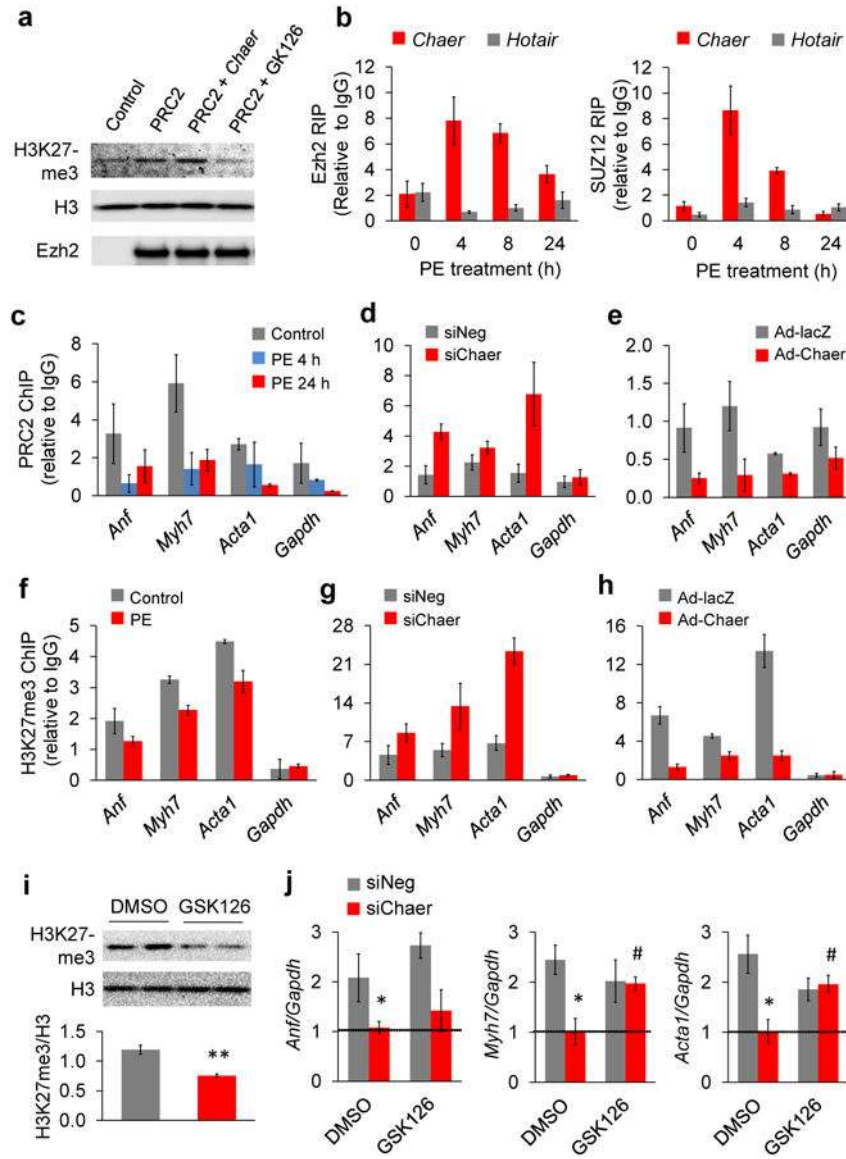 a
Control
PRC2
PRC2 + Chaer
PRC2 + GK126
H3K27-
me3
H3
Ezh2
b
Chaer Hotair
Ezh2 RIP
(Relative to IgG)
12
10
8
6
4
2
0
0 4 8 24
PE treatment (h)
Chaer Hotair
SUZ12 RIP
(relative to IgG)
12
10
8
6
4
2
0
0 4 8 24
PE treatment (h)
c
Control
PE 4 h
PE 24 h
PRC2 ChIP
(relative to IgG)
8
6
4
2
0
Anf Myh7 Acta1 Gapdh
d
siNeg
siChaer
10
8
6
4
2
0
Anf Myh7 Acta1 Gapdh
e
Ad-lacZ
Ad-Chaer
2.0
1.5
1.0
0.5
0.0
Anf Myh7 Acta1 Gapdh
f
Control
PE
H3K27me3 ChIP
(relative to IgG)
5
4
3
2
1
0
Anf Myh7 Acta1 Gapdh
g
siNeg
siChaer
28
21
14
7
0
Anf Myh7 Acta1 Gapdh
h
Ad-lacZ
Ad-Chaer
16
12
8
4
0
Anf Myh7 Acta1 Gapdh
i
DMSO GSK126
H3K27-
me3
H3
H3K27me3/H3
1.5
1.0
0.5
0.0
**
j
siNeg
siChaer
Anf/Gapdh
3
2
1
0
*
DMSO GSK126
Myh7/Gapdh
3
2
1
0
*
#
DMSO GSK126
Acta1/Gapdh
3
2
1
0
*
#
DMSO GSK126